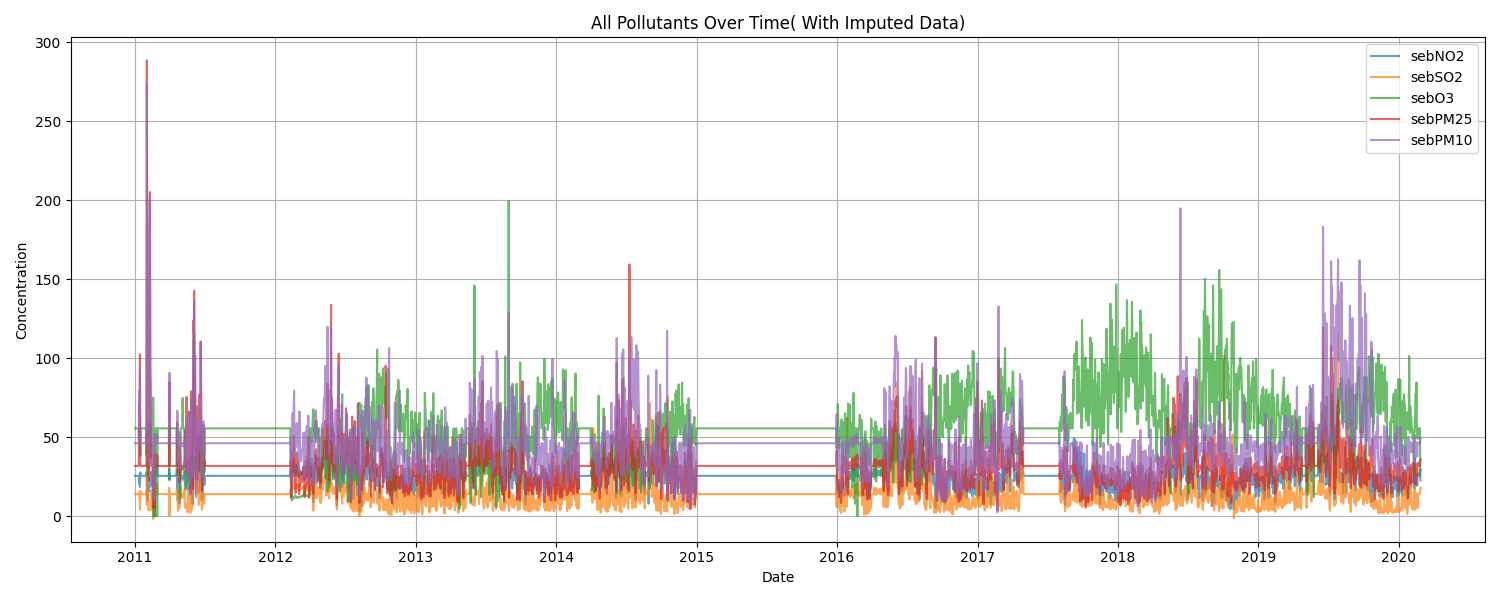 All Pollutants Over Time( With Imputed Data)
300
250
200
150
100
50
0
Concentration
2011 2012 2013 2014 2015 2016 2017 2018 2019 2020
Date
sebNO2
sebSO2
sebO3
sebPM25
sebPM10